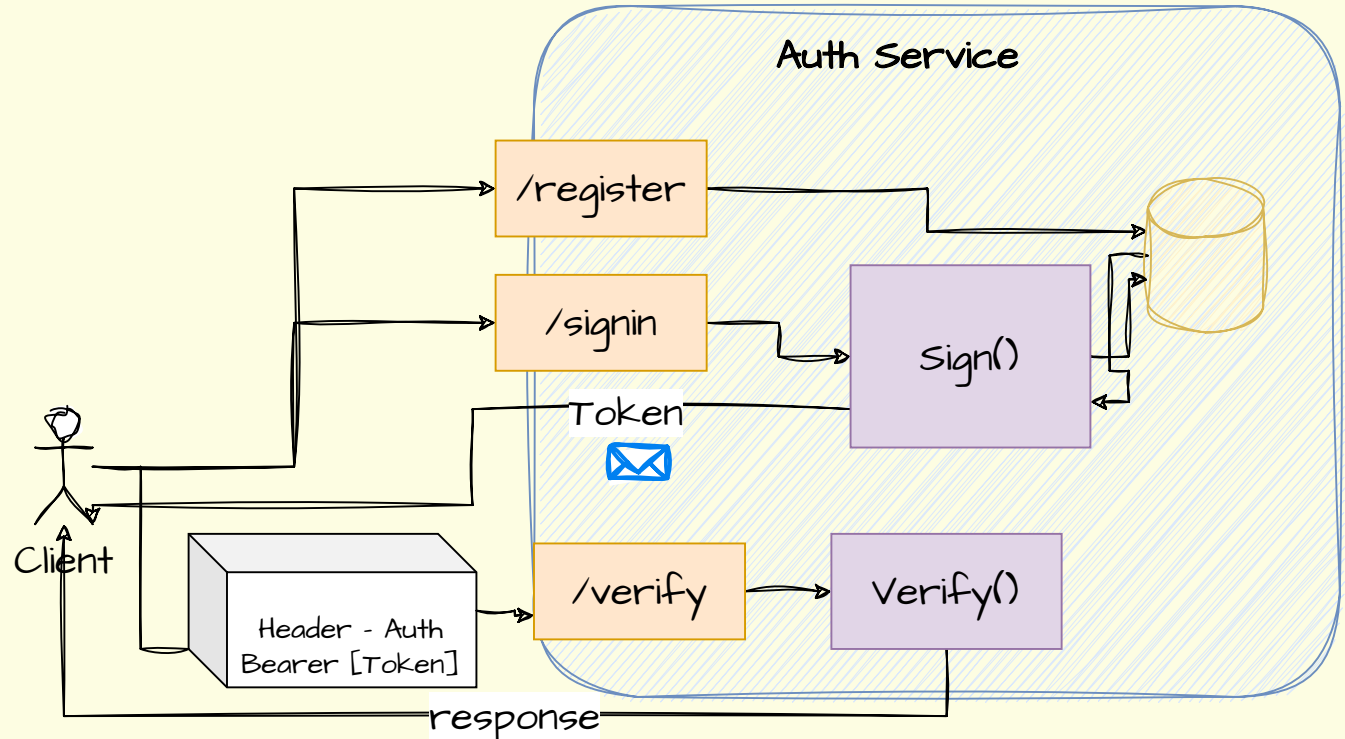 Auth Service
/register
/signin
Sign()
Token
Client
/verify
Verify()
Header - Auth
Bearer [Token]
response